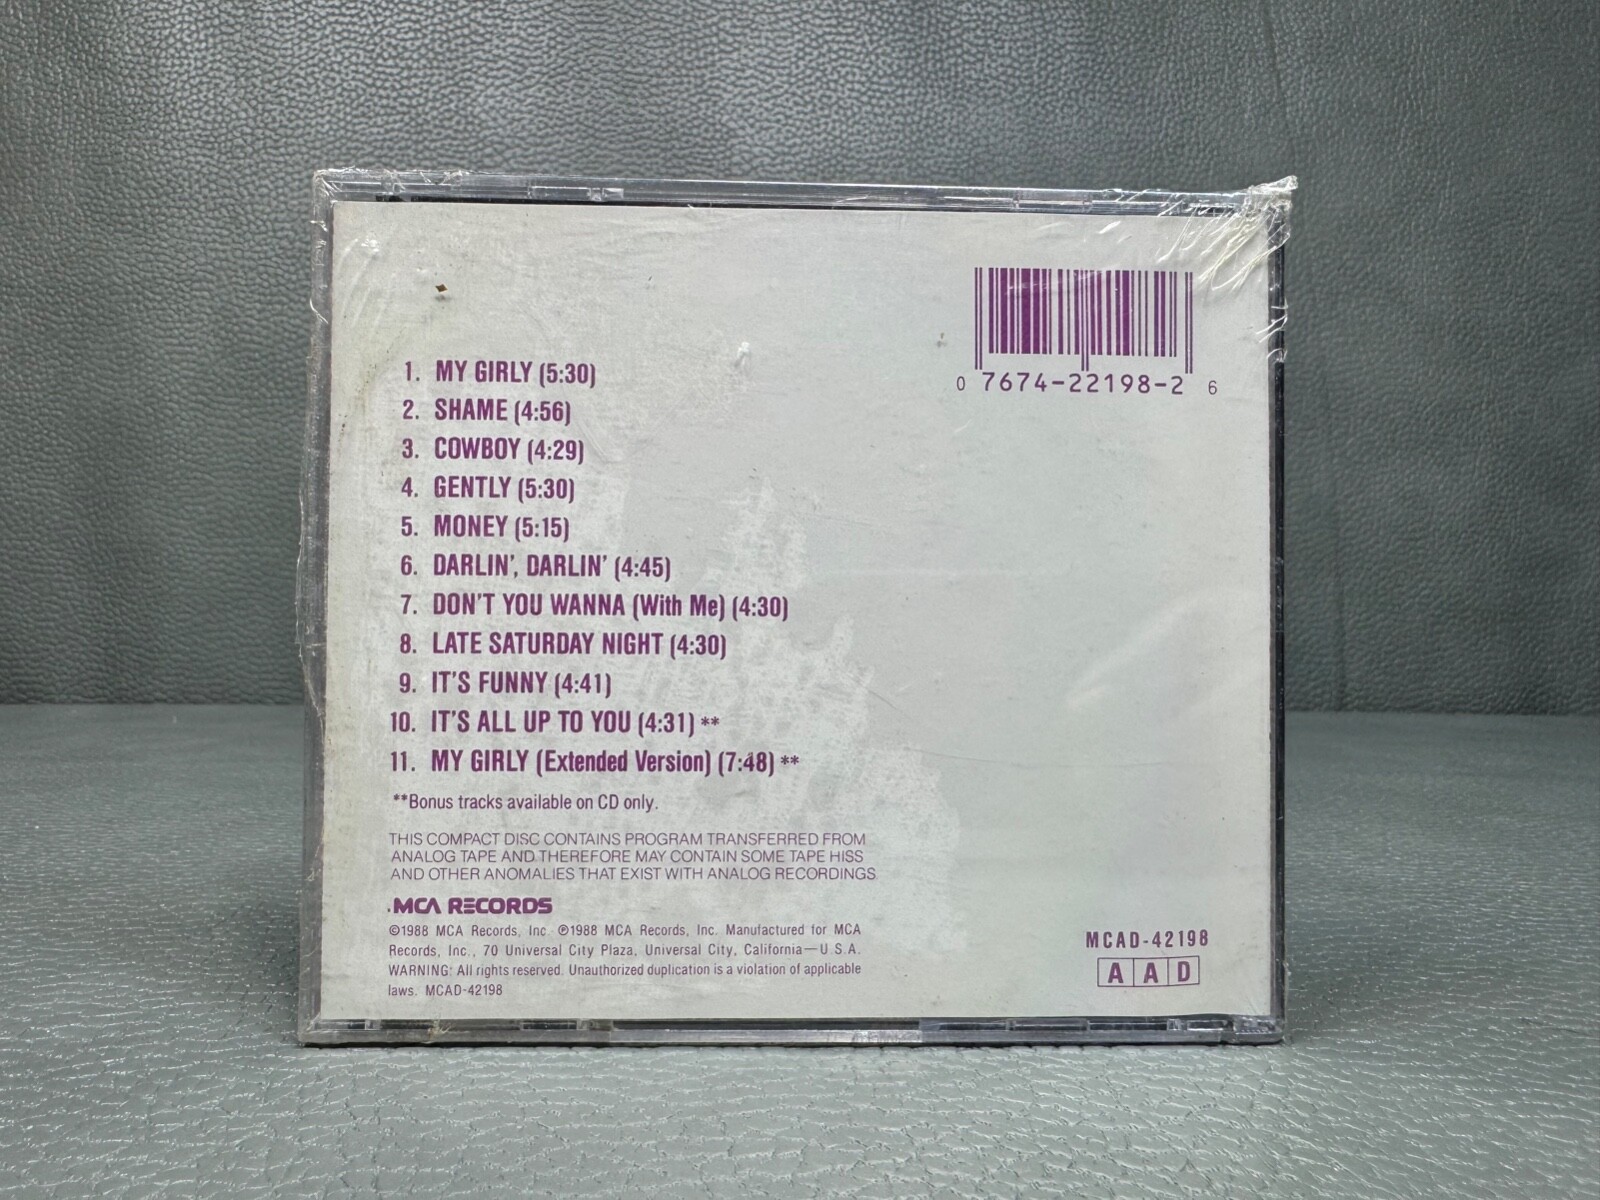 0 7674-22198-2 6
1. MY GIRLY (5:30)
2. SHAME (4:56)
3. COWBOY (4:29)
4. GENTLY (5:30)
5. MONEY (5:15)
6. DARLIN', DARLIN' (4:45)
7. DON'T YOU WANNA (With Me) (4:30)
8. LATE SATURDAY NIGHT (4:30)
9. IT'S FUNNY (4:41)
10. IT'S ALL UP TO YOU (4:31) **
11. MY GIRLY (Extended Version) (7:48) **
**Bonus tracks available on CD only.
THIS COMPACT DISC CONTAINS PROGRAM TRANSFERRED FROM
ANALOG TAPE AND THEREFORE MAY CONTAIN SOME TAPE HISS
AND OTHER ANOMALIES THAT EXIST WITH ANALOG RECORDINGS.
MCA RECORDS
©1988 MCA Records, Inc. ℗1988 MCA Records, Inc. Manufactured for MCA
Records, Inc., 70 Universal City Plaza, Universal City, California—U.S.A.
WARNING: All rights reserved. Unauthorized duplication is a violation of applicable
laws. MCAD-42198
MCAD-42198
AAD